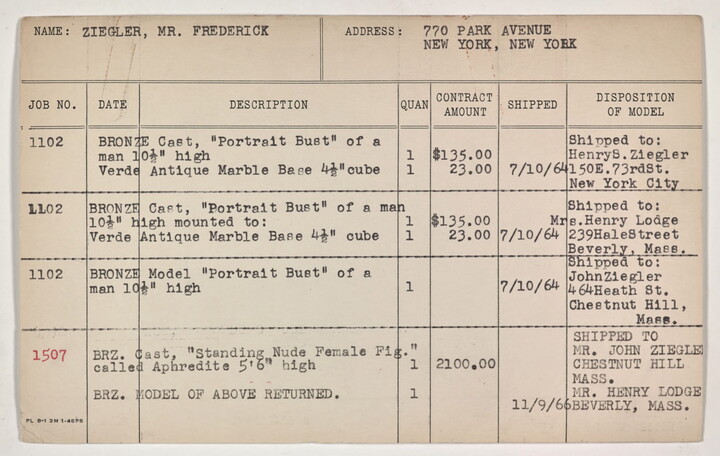 NAME: ZIEGLER, MR. FREDERICK ADDRESS: 770 PARK AVENUE
NEW YORK, NEW YORK
JOB NO. DATE DESCRIPTION QUAN CONTRACT AMOUNT SHIPPED DISPOSITION OF MODEL
1102 BRONZE Cast, "Portrait Bust" of a Shipped to:
man 10½" high 1 $135.00 HenryS.Ziegler
Verde Antique Marble Base 4½"cube 1 23.00 7/10/64 150E.73rdSt.
New York City
1102 BRONZE Cast, "Portrait Bust" of a man Shipped to:
10½" high mounted to: 1 $135.00 Mrs.Henry Lodge
Verde Antique Marble Base 4½" cube 1 23.00 7/10/64 239HaleStreet
Beverly, Mass.
1102 BRONZE Model "Portrait Bust" of a Shipped to:
man 10½" high 1 7/10/64 JohnZiegler
464Heath St.
Chestnut Hill,
Mass.
SHIPPED TO
1507 BRZ. Cast, "Standing Nude Female Fig." MR. JOHN ZIEGLE
called Aphredite 5'6" high 1 2100.00 CHESTNUT HILL
MASS.
BRZ. MODEL OF ABOVE RETURNED. 1 MR. HENRY LODGE
11/9/66 BEVERLY, MASS.